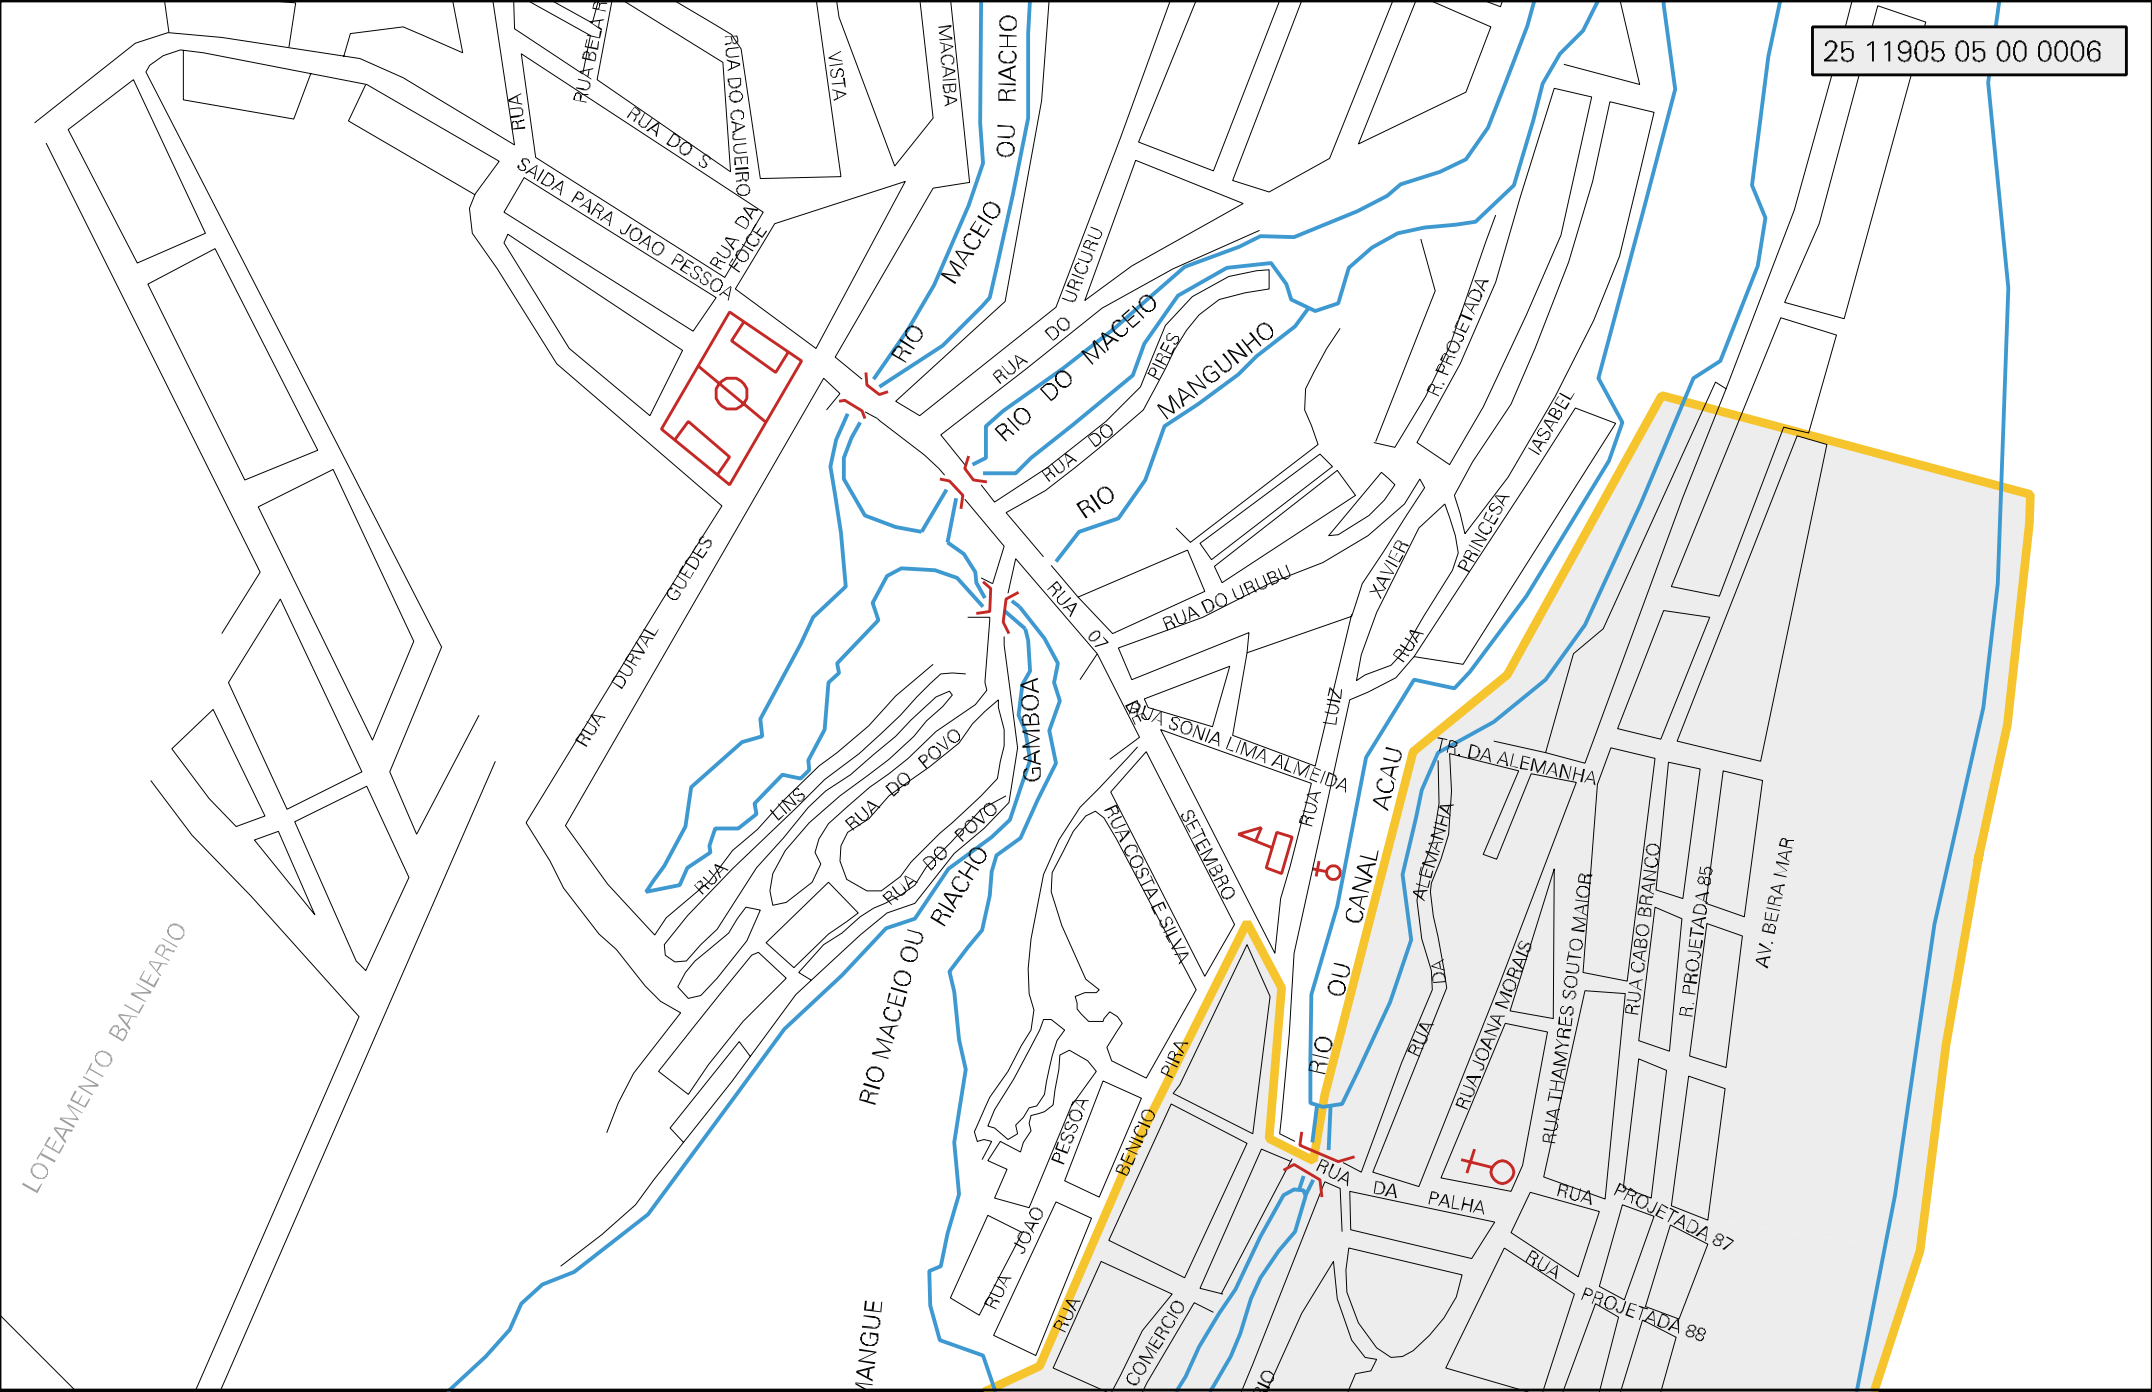 25 11905 05 00 0006
RUA BELA
RUA DO CAJUEIRO
VISTA
MACAIBA
RIO MACEIO OU RIACHO
RUA
RUA DO S
SAIDA PARA JOAO PESSOA
RUA DA
FOICE
RUA DO URICURU
RIO DO MACEIO
RUA DO PIRES
RIO MANGUNHO
R. PROJETADA
RUA PRINCESA IASABEL
RUA DURVAL GUEDES
RUA 07
SETEMBRO
RUA DO URUBU
RUA LUIZ XAVIER
RUA SONIA LIMA ALMEIDA
GAMBOA
RUA LINS
RUA DO POVO
RUA DO POVO
RIO MACEIO OU RIACHO
RUA COSTA E SILVA
RIO OU CANAL ACAU
TR. DA ALEMANHA
RUA DA ALEMANHA
RUA JOANA MORAIS
RUA THAMYRES SOUTO MAIOR
RUA CABO BRANCO
R. PROJETADA 85
AV. BEIRA MAR
LOTEAMENTO BALNEARIO
RUA JOAO PESSOA
RUA BENICIO PIRA
RUA DA PALHA
RUA PROJETADA 87
RUA PROJETADA 88
COMERCIO
MANGUE